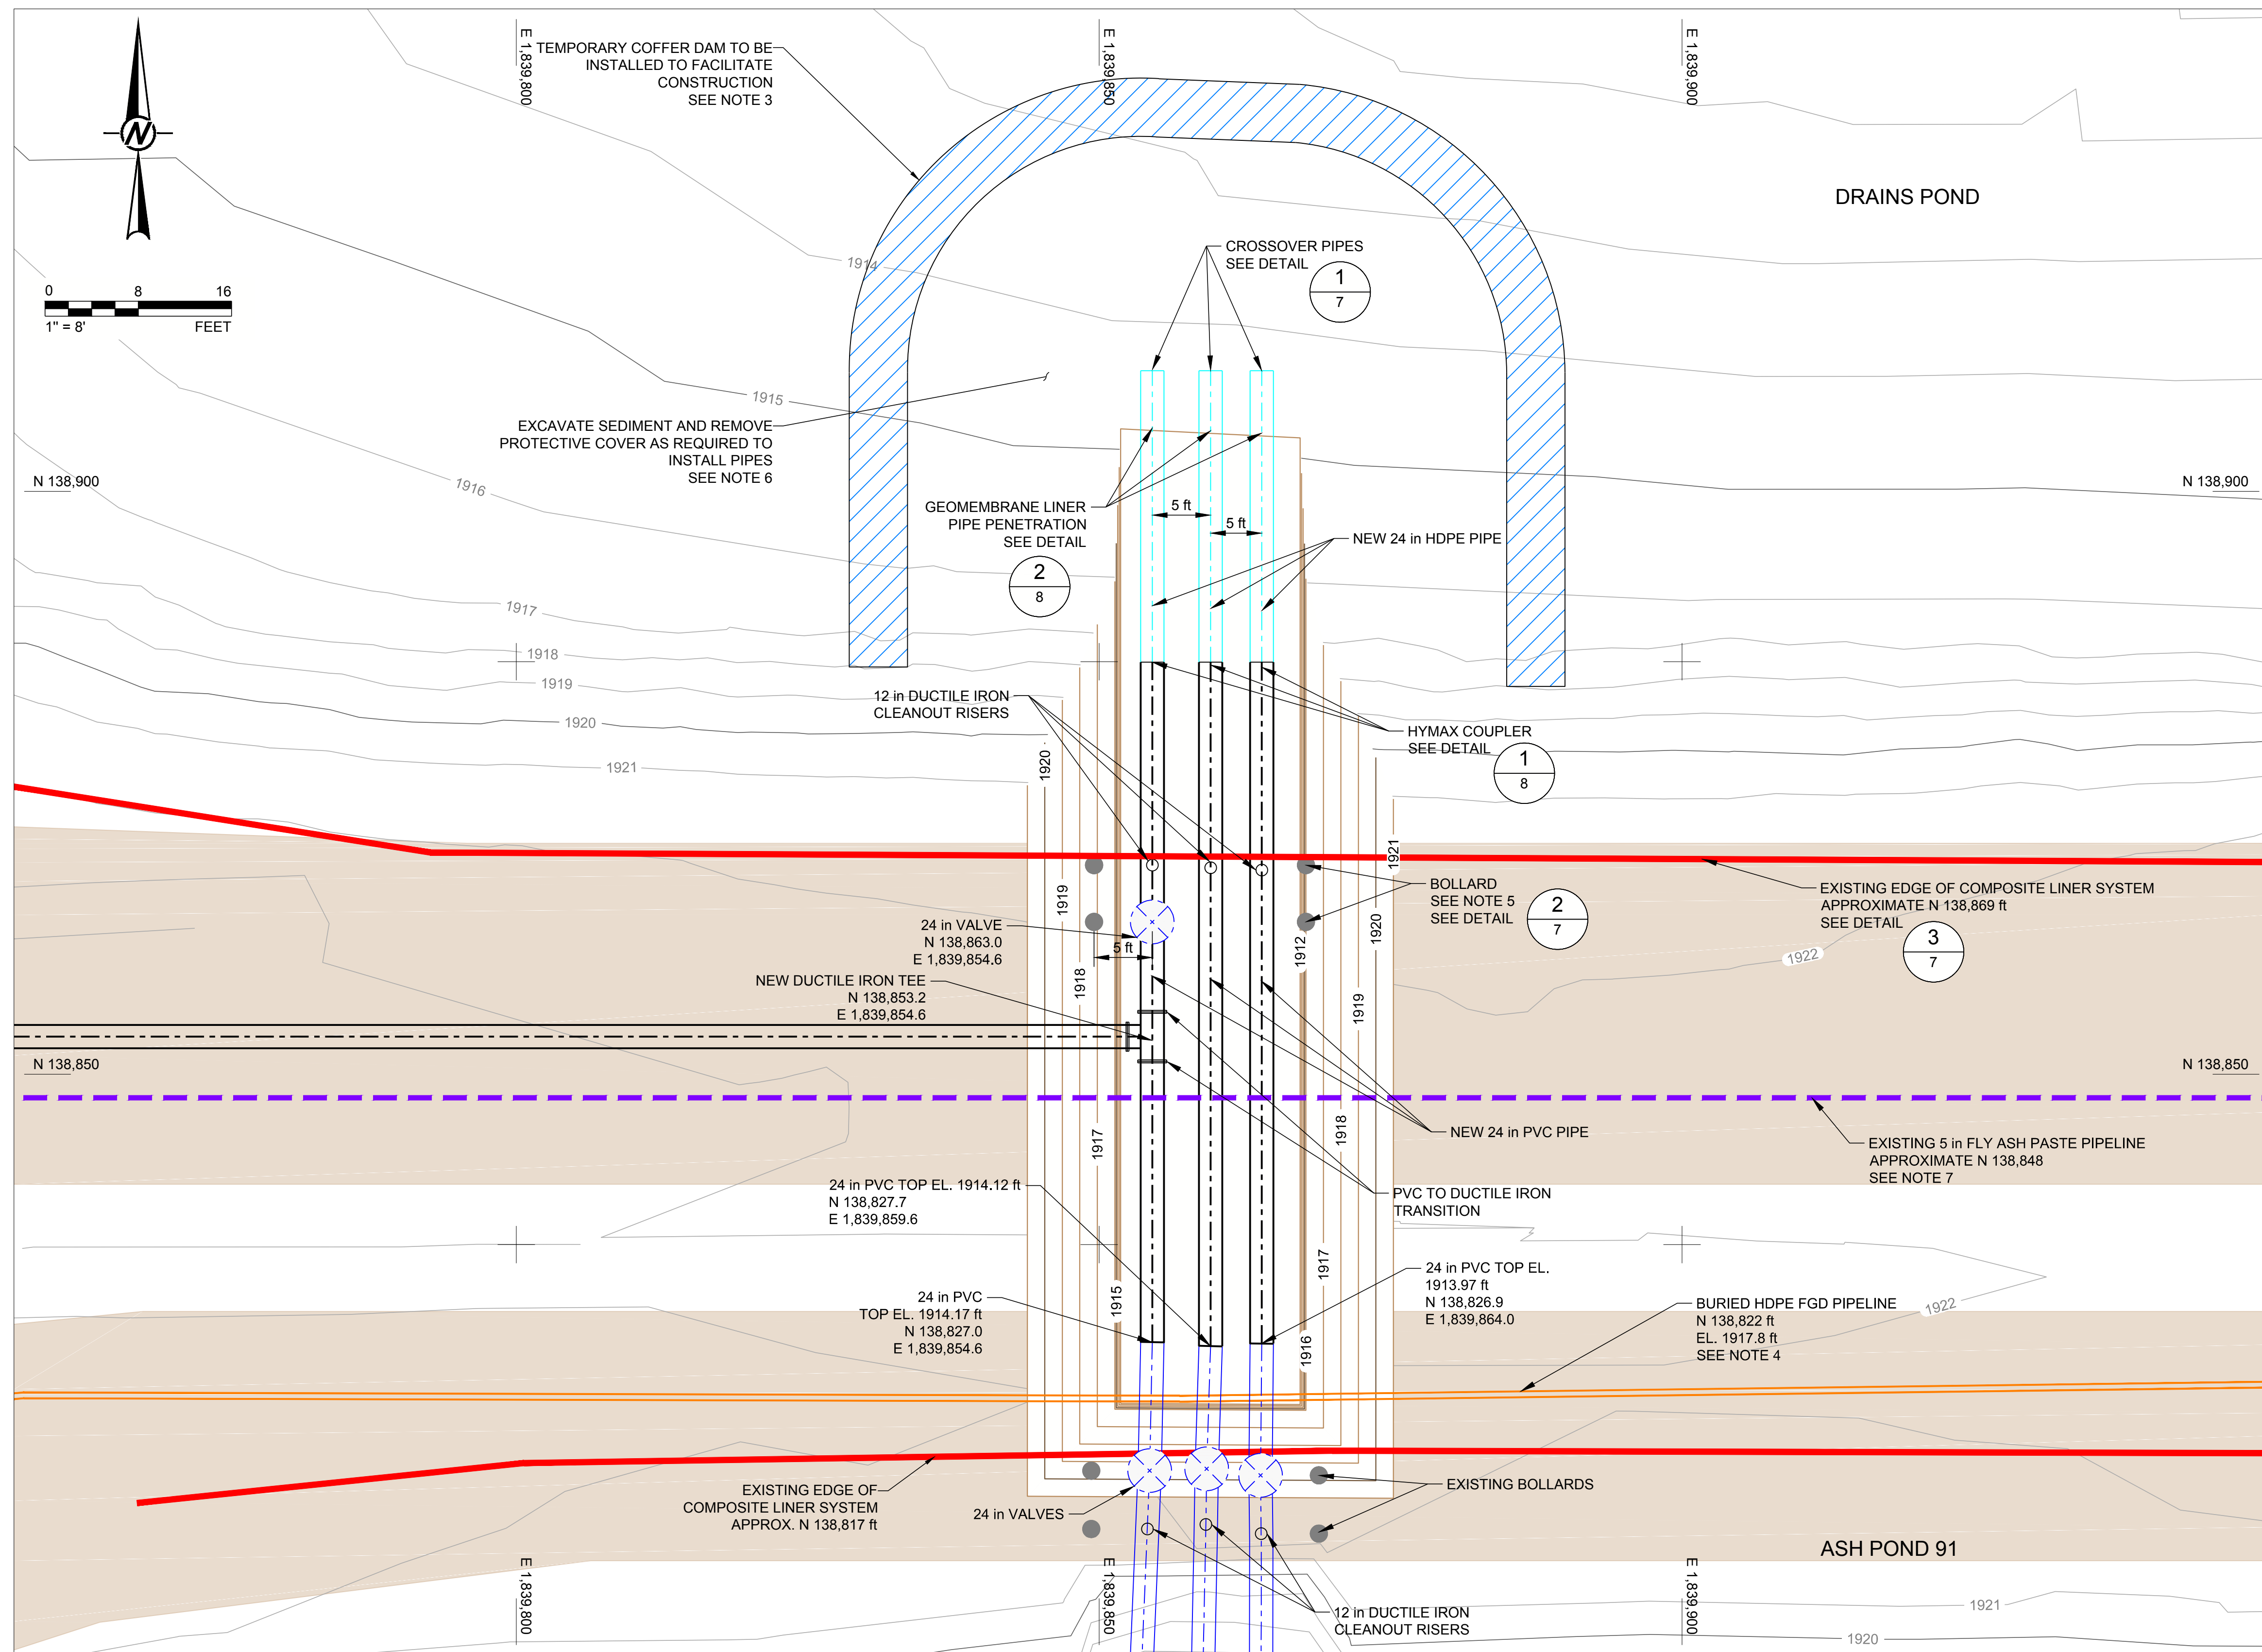 E 1,839,800
E 1,839,850
E 1,839,900
TEMPORARY COFFER DAM TO BE
INSTALLED TO FACILITATE
CONSTRUCTION
SEE NOTE 3
N
DRAINS POND
0 8 16
1" = 8' FEET
CROSSOVER PIPES
SEE DETAIL
1
7
1914
1915
EXCAVATE SEDIMENT AND REMOVE
PROTECTIVE COVER AS REQUIRED TO
INSTALL PIPES
SEE NOTE 6
N 138,900
N 138,900
1916
GEOMEMBRANE LINER
PIPE PENETRATION
SEE DETAIL
2
8
5 ft
5 ft
NEW 24 in HDPE PIPE
1917
1918
1919
1920
1921
12 in DUCTILE IRON
CLEANOUT RISERS
HYMAX COUPLER
SEE DETAIL
1
8
1920
1921
1919
1918
1912
1920
1919
BOLLARD
SEE NOTE 5
SEE DETAIL
2
7
EXISTING EDGE OF COMPOSITE LINER SYSTEM
APPROXIMATE N 138,869 ft
SEE DETAIL
3
7
1922
24 in VALVE
N 138,863.0
E 1,839,854.6
5 ft
NEW DUCTILE IRON TEE
N 138,853.2
E 1,839,854.6
N 138,850
N 138,850
1917
1918
NEW 24 in PVC PIPE
EXISTING 5 in FLY ASH PASTE PIPELINE
APPROXIMATE N 138,848
SEE NOTE 7
24 in PVC TOP EL. 1914.12 ft
N 138,827.7
E 1,839,859.6
PVC TO DUCTILE IRON
TRANSITION
1917
1915
1916
24 in PVC
TOP EL. 1914.17 ft
N 138,827.0
E 1,839,854.6
24 in PVC TOP EL.
1913.97 ft
N 138,826.9
E 1,839,864.0
BURIED HDPE FGD PIPELINE
N 138,822 ft
EL. 1917.8 ft
SEE NOTE 4
1922
EXISTING EDGE OF
COMPOSITE LINER SYSTEM
APPROX. N 138,817 ft
24 in VALVES
EXISTING BOLLARDS
ASH POND 91
12 in DUCTILE IRON
CLEANOUT RISERS
E 1,839,800
E 1,839,850
E 1,839,900
1921
1920